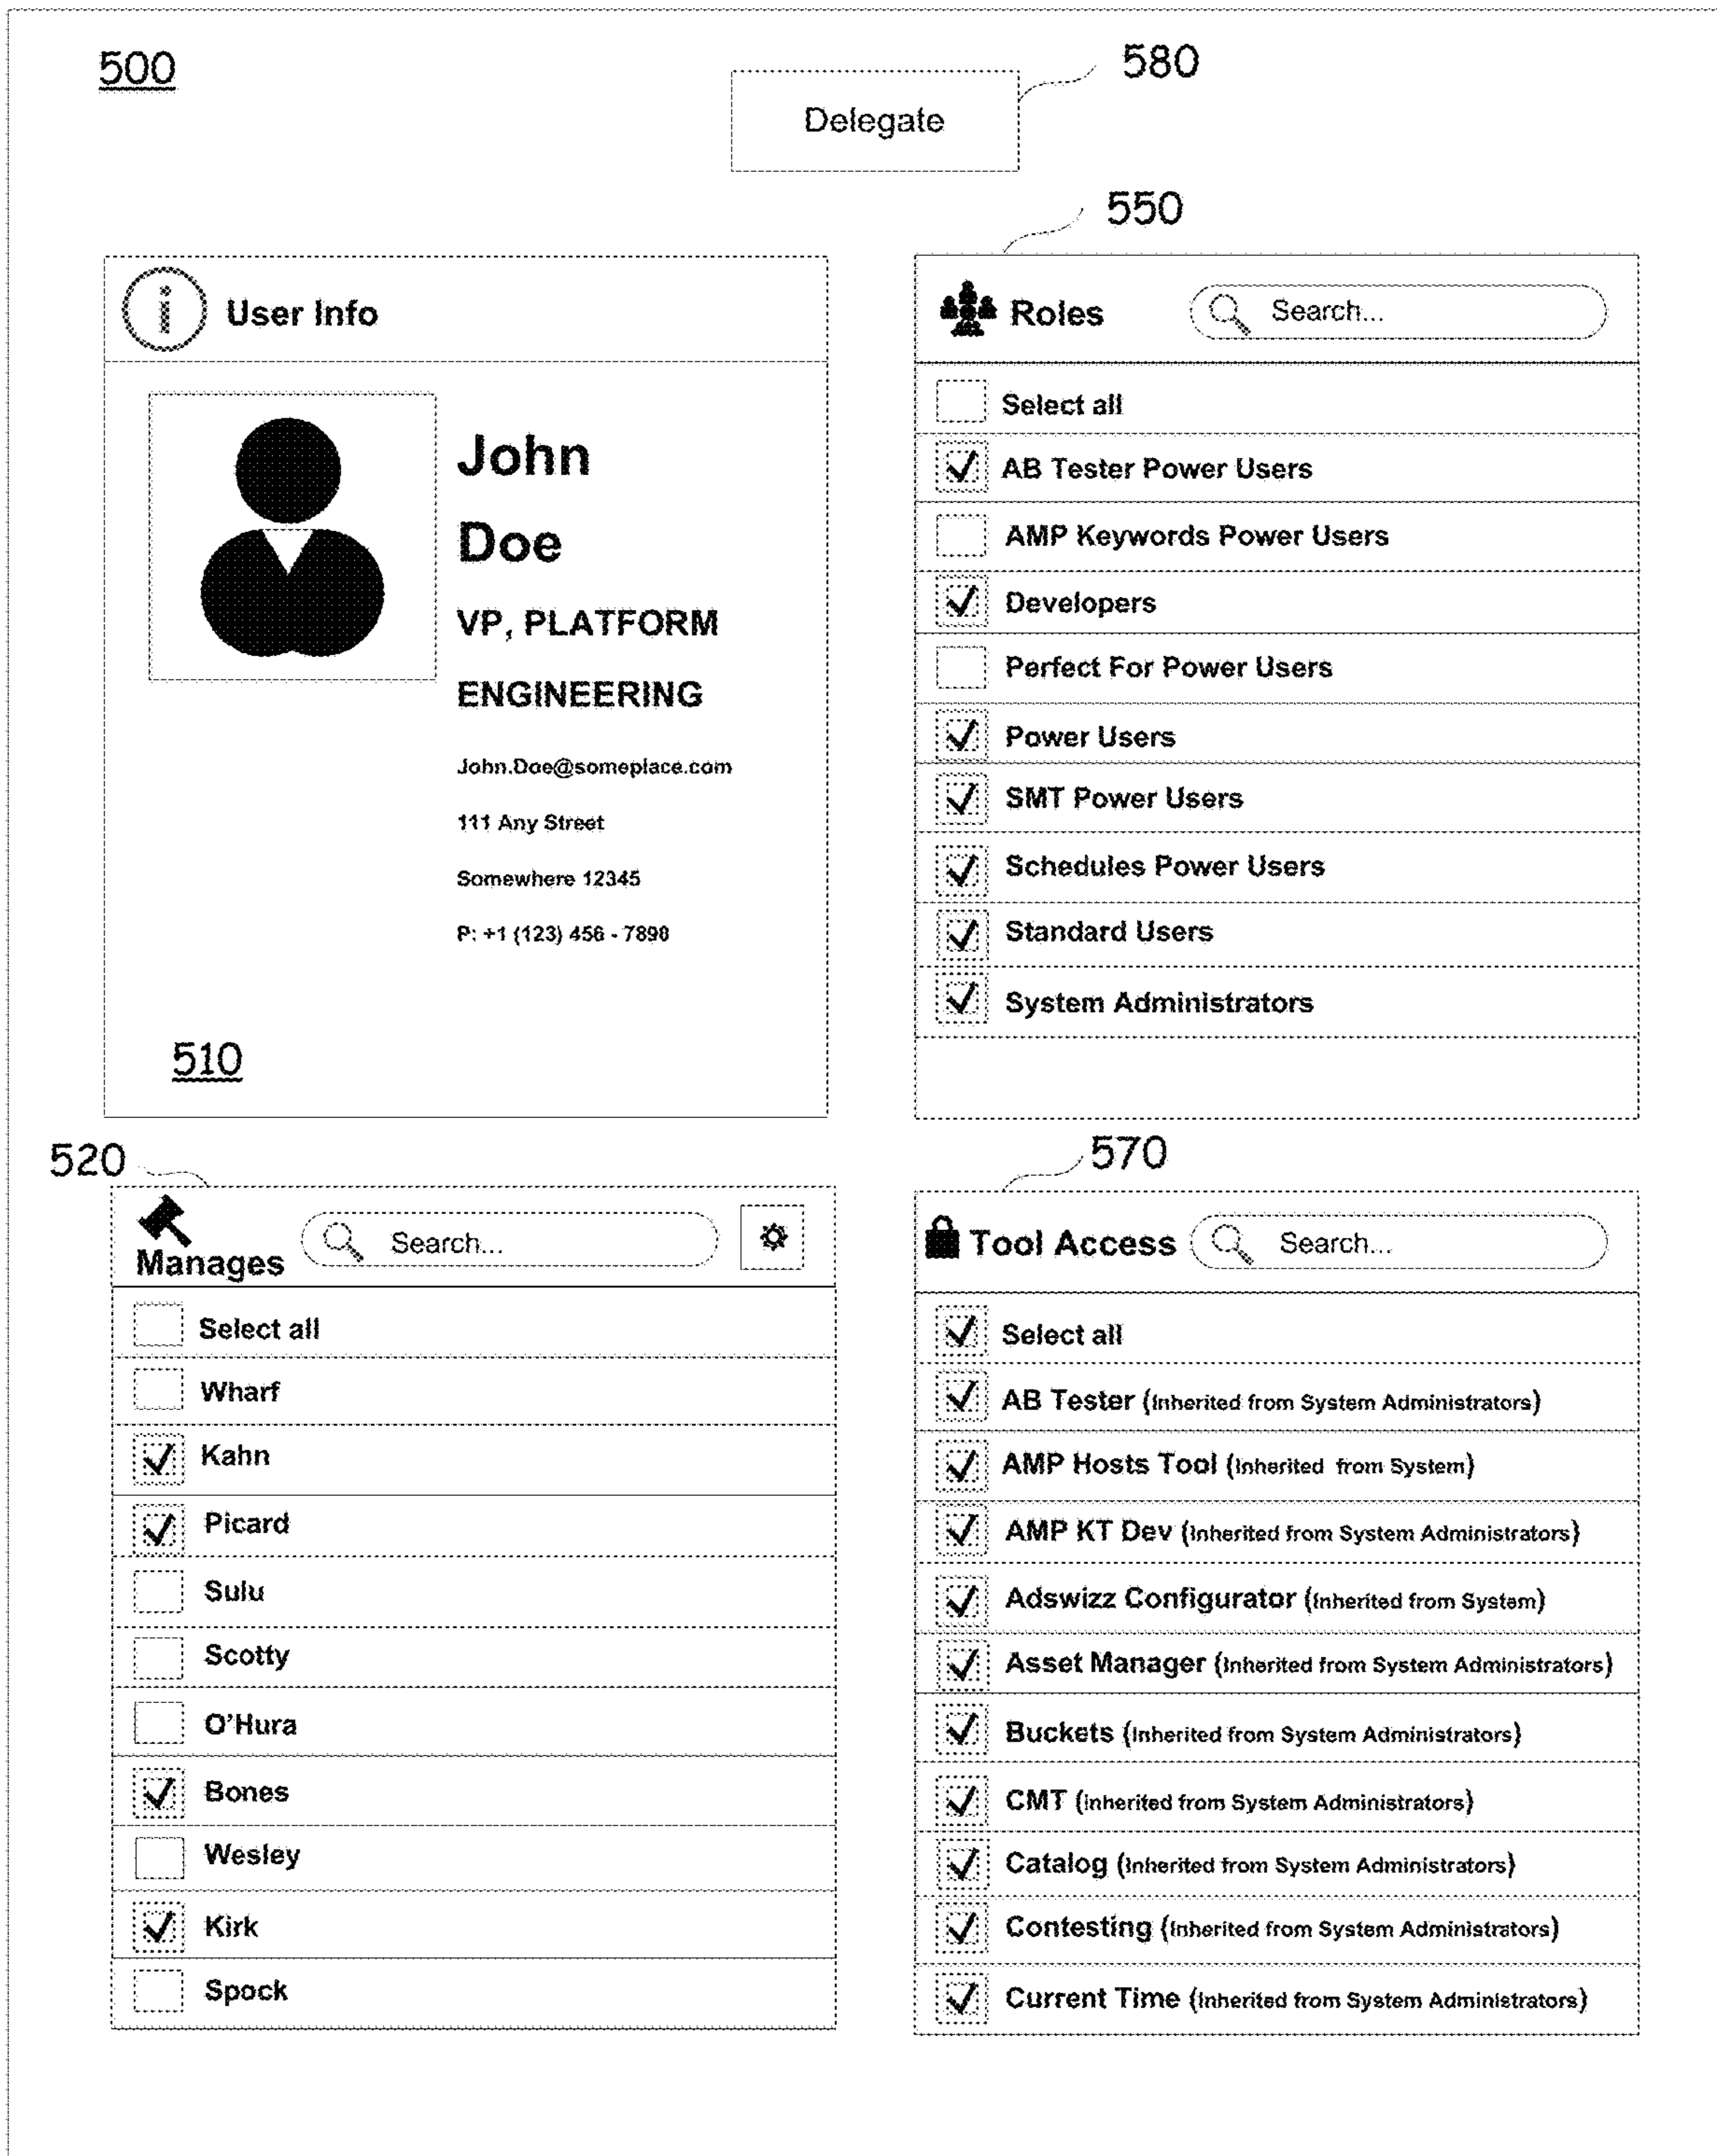 500
580
Delegate
550
User Info
John
Doe
VP, PLATFORM
ENGINEERING
John.Doe@someplace.com
111 Any Street
Somewhere 12345
P: +1 (123) 456 - 7890
510
Roles
Search...
Select all
AB Tester Power Users
AMP Keywords Power Users
Developers
Perfect For Power Users
Power Users
SMT Power Users
Schedules Power Users
Standard Users
System Administrators
520
Manages
Search...
Select all
Wharf
Kahn
Picard
Sulu
Scotty
O'Hura
Bones
Wesley
Kirk
Spock
570
Tool Access
Search...
Select all
AB Tester (Inherited from System Administrators)
AMP Hosts Tool (Inherited from System)
AMP KT Dev (Inherited from System Administrators)
Adswizz Configurator (Inherited from System)
Asset Manager (Inherited from System Administrators)
Buckets (Inherited from System Administrators)
CMT (Inherited from System Administrators)
Catalog (Inherited from System Administrators)
Contesting (Inherited from System Administrators)
Current Time (Inherited from System Administrators)